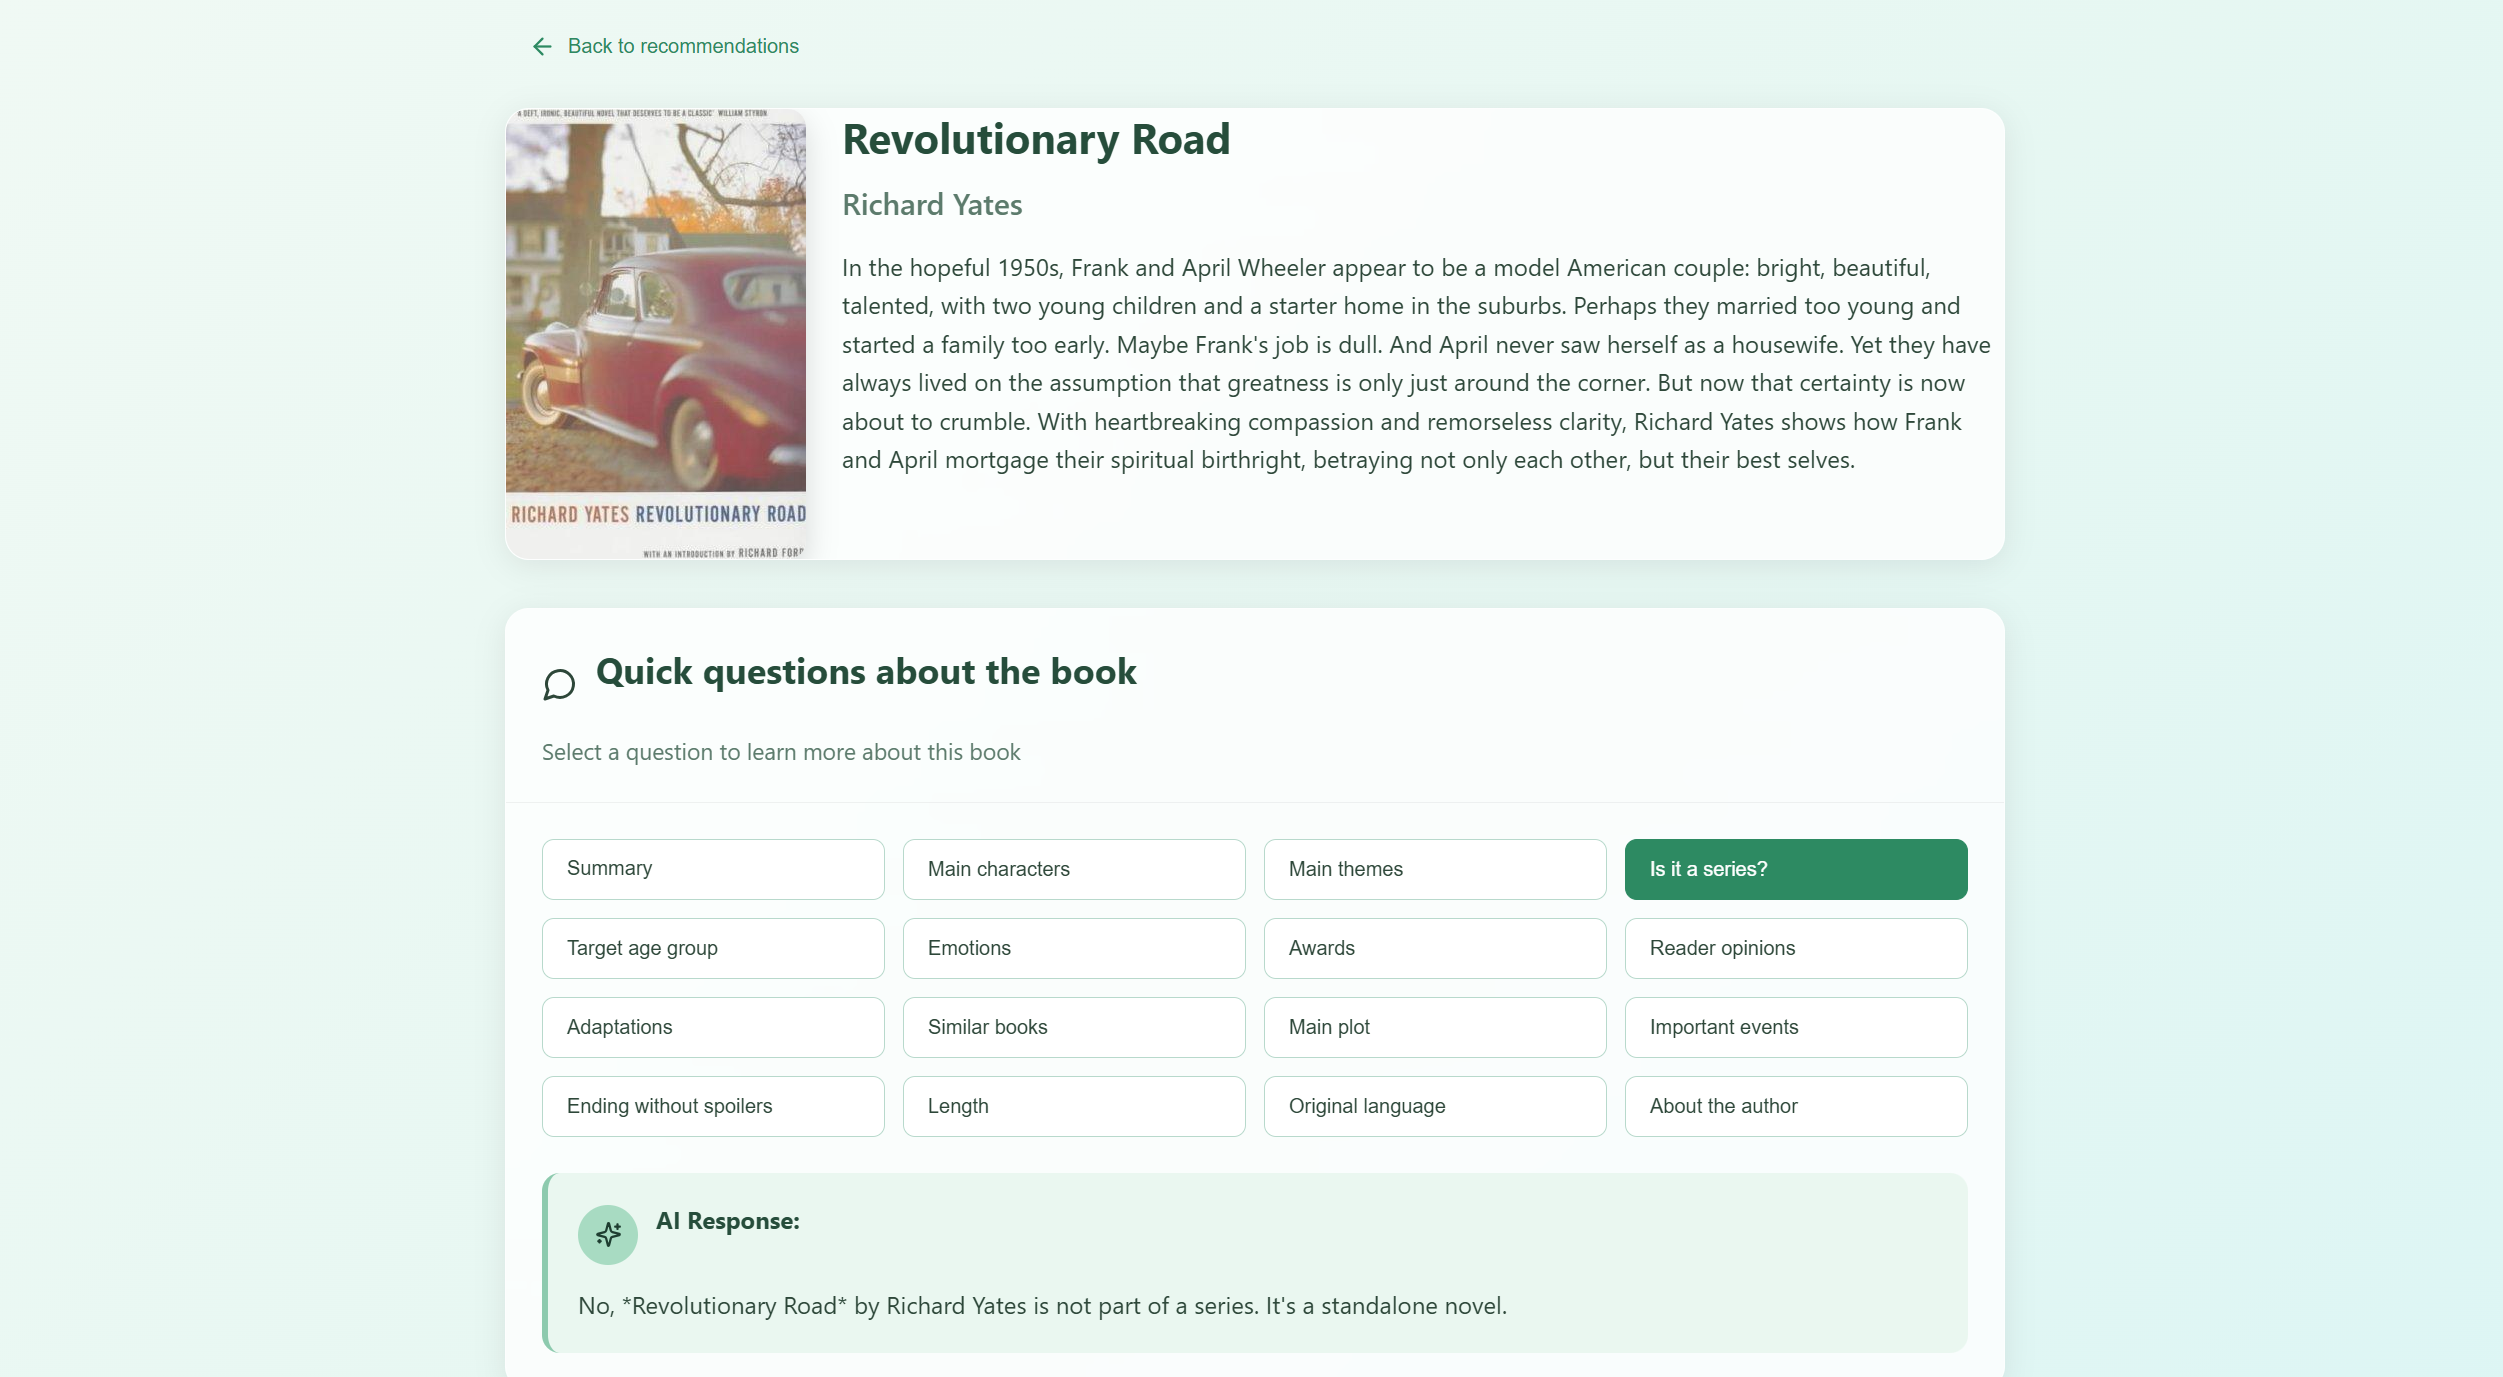 Back to recommendations
A DEFT, IRONIC, BEAUTIFUL NOVEL THAT DESERVES TO BE A CLASSIC' WILLIAM STYRON
RICHARD YATES REVOLUTIONARY ROAD
WITH AN INTRODUCTION BY RICHARD FORD
Revolutionary Road
Richard Yates
In the hopeful 1950s, Frank and April Wheeler appear to be a model American couple: bright, beautiful,
talented, with two young children and a starter home in the suburbs. Perhaps they married too young and
started a family too early. Maybe Frank's job is dull. And April never saw herself as a housewife. Yet they have
always lived on the assumption that greatness is only just around the corner. But now that certainty is now
about to crumble. With heartbreaking compassion and remorseless clarity, Richard Yates shows how Frank
and April mortgage their spiritual birthright, betraying not only each other, but their best selves.
Quick questions about the book
Select a question to learn more about this book
Summary
Main characters
Main themes
Is it a series?
Target age group
Emotions
Awards
Reader opinions
Adaptations
Similar books
Main plot
Important events
Ending without spoilers
Length
Original language
About the author
AI Response:
No, *Revolutionary Road* by Richard Yates is not part of a series. It's a standalone novel.